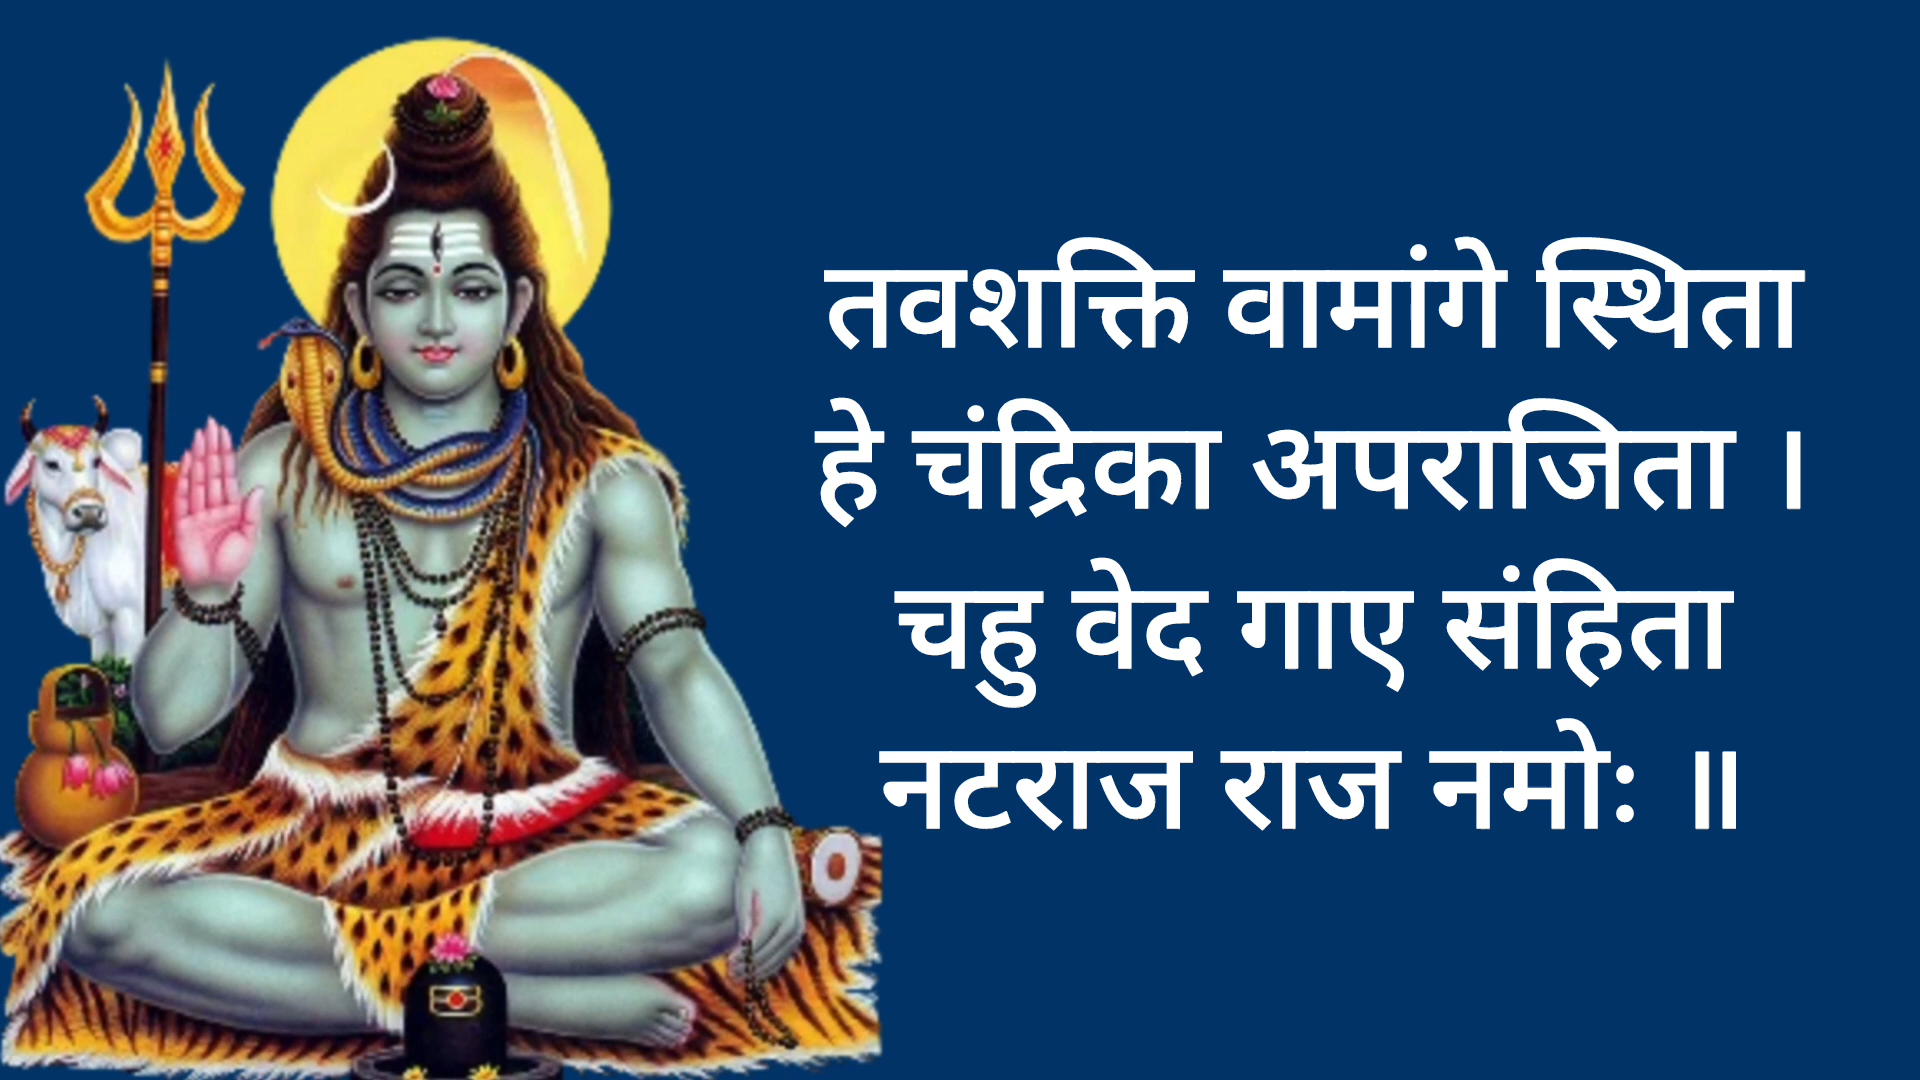 तवशक्ति वामांगे स्थिता
हे चंद्रिका अपराजिता ।
चहु वेद गाए संहिता
नटराज राज नमोः ॥